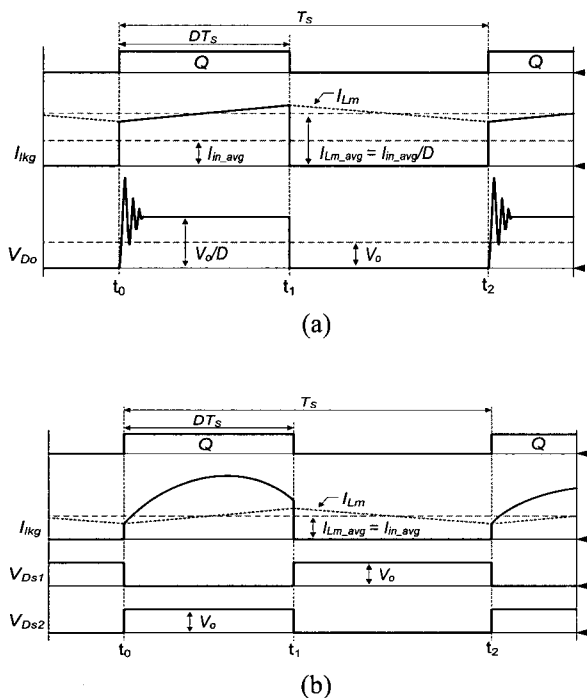 Ts
DTs
Q Q
ILm
Ilkg Iin_avg ILm_avg = Iin_avg/D
VDo Vo/D Vo
t0 t1 t2
(a)
Ts
DTs
Q Q
ILm
Ilkg ILm_avg = Iin_avg
VDs1 Vo
VDs2 Vo
t0 t1 t2
(b)